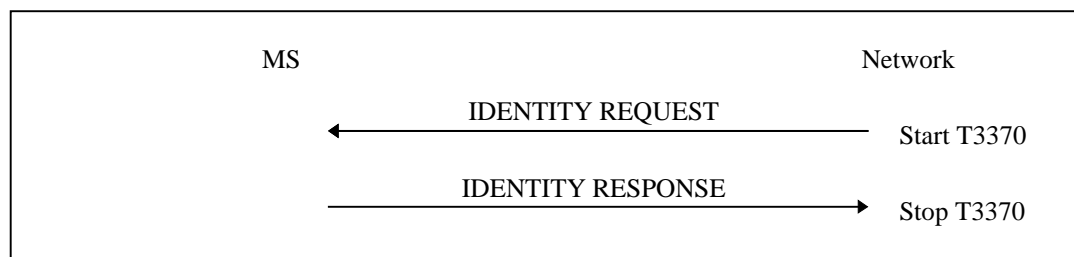 MS
Network
IDENTITY REQUEST
Start T3370
IDENTITY RESPONSE
Stop T3370